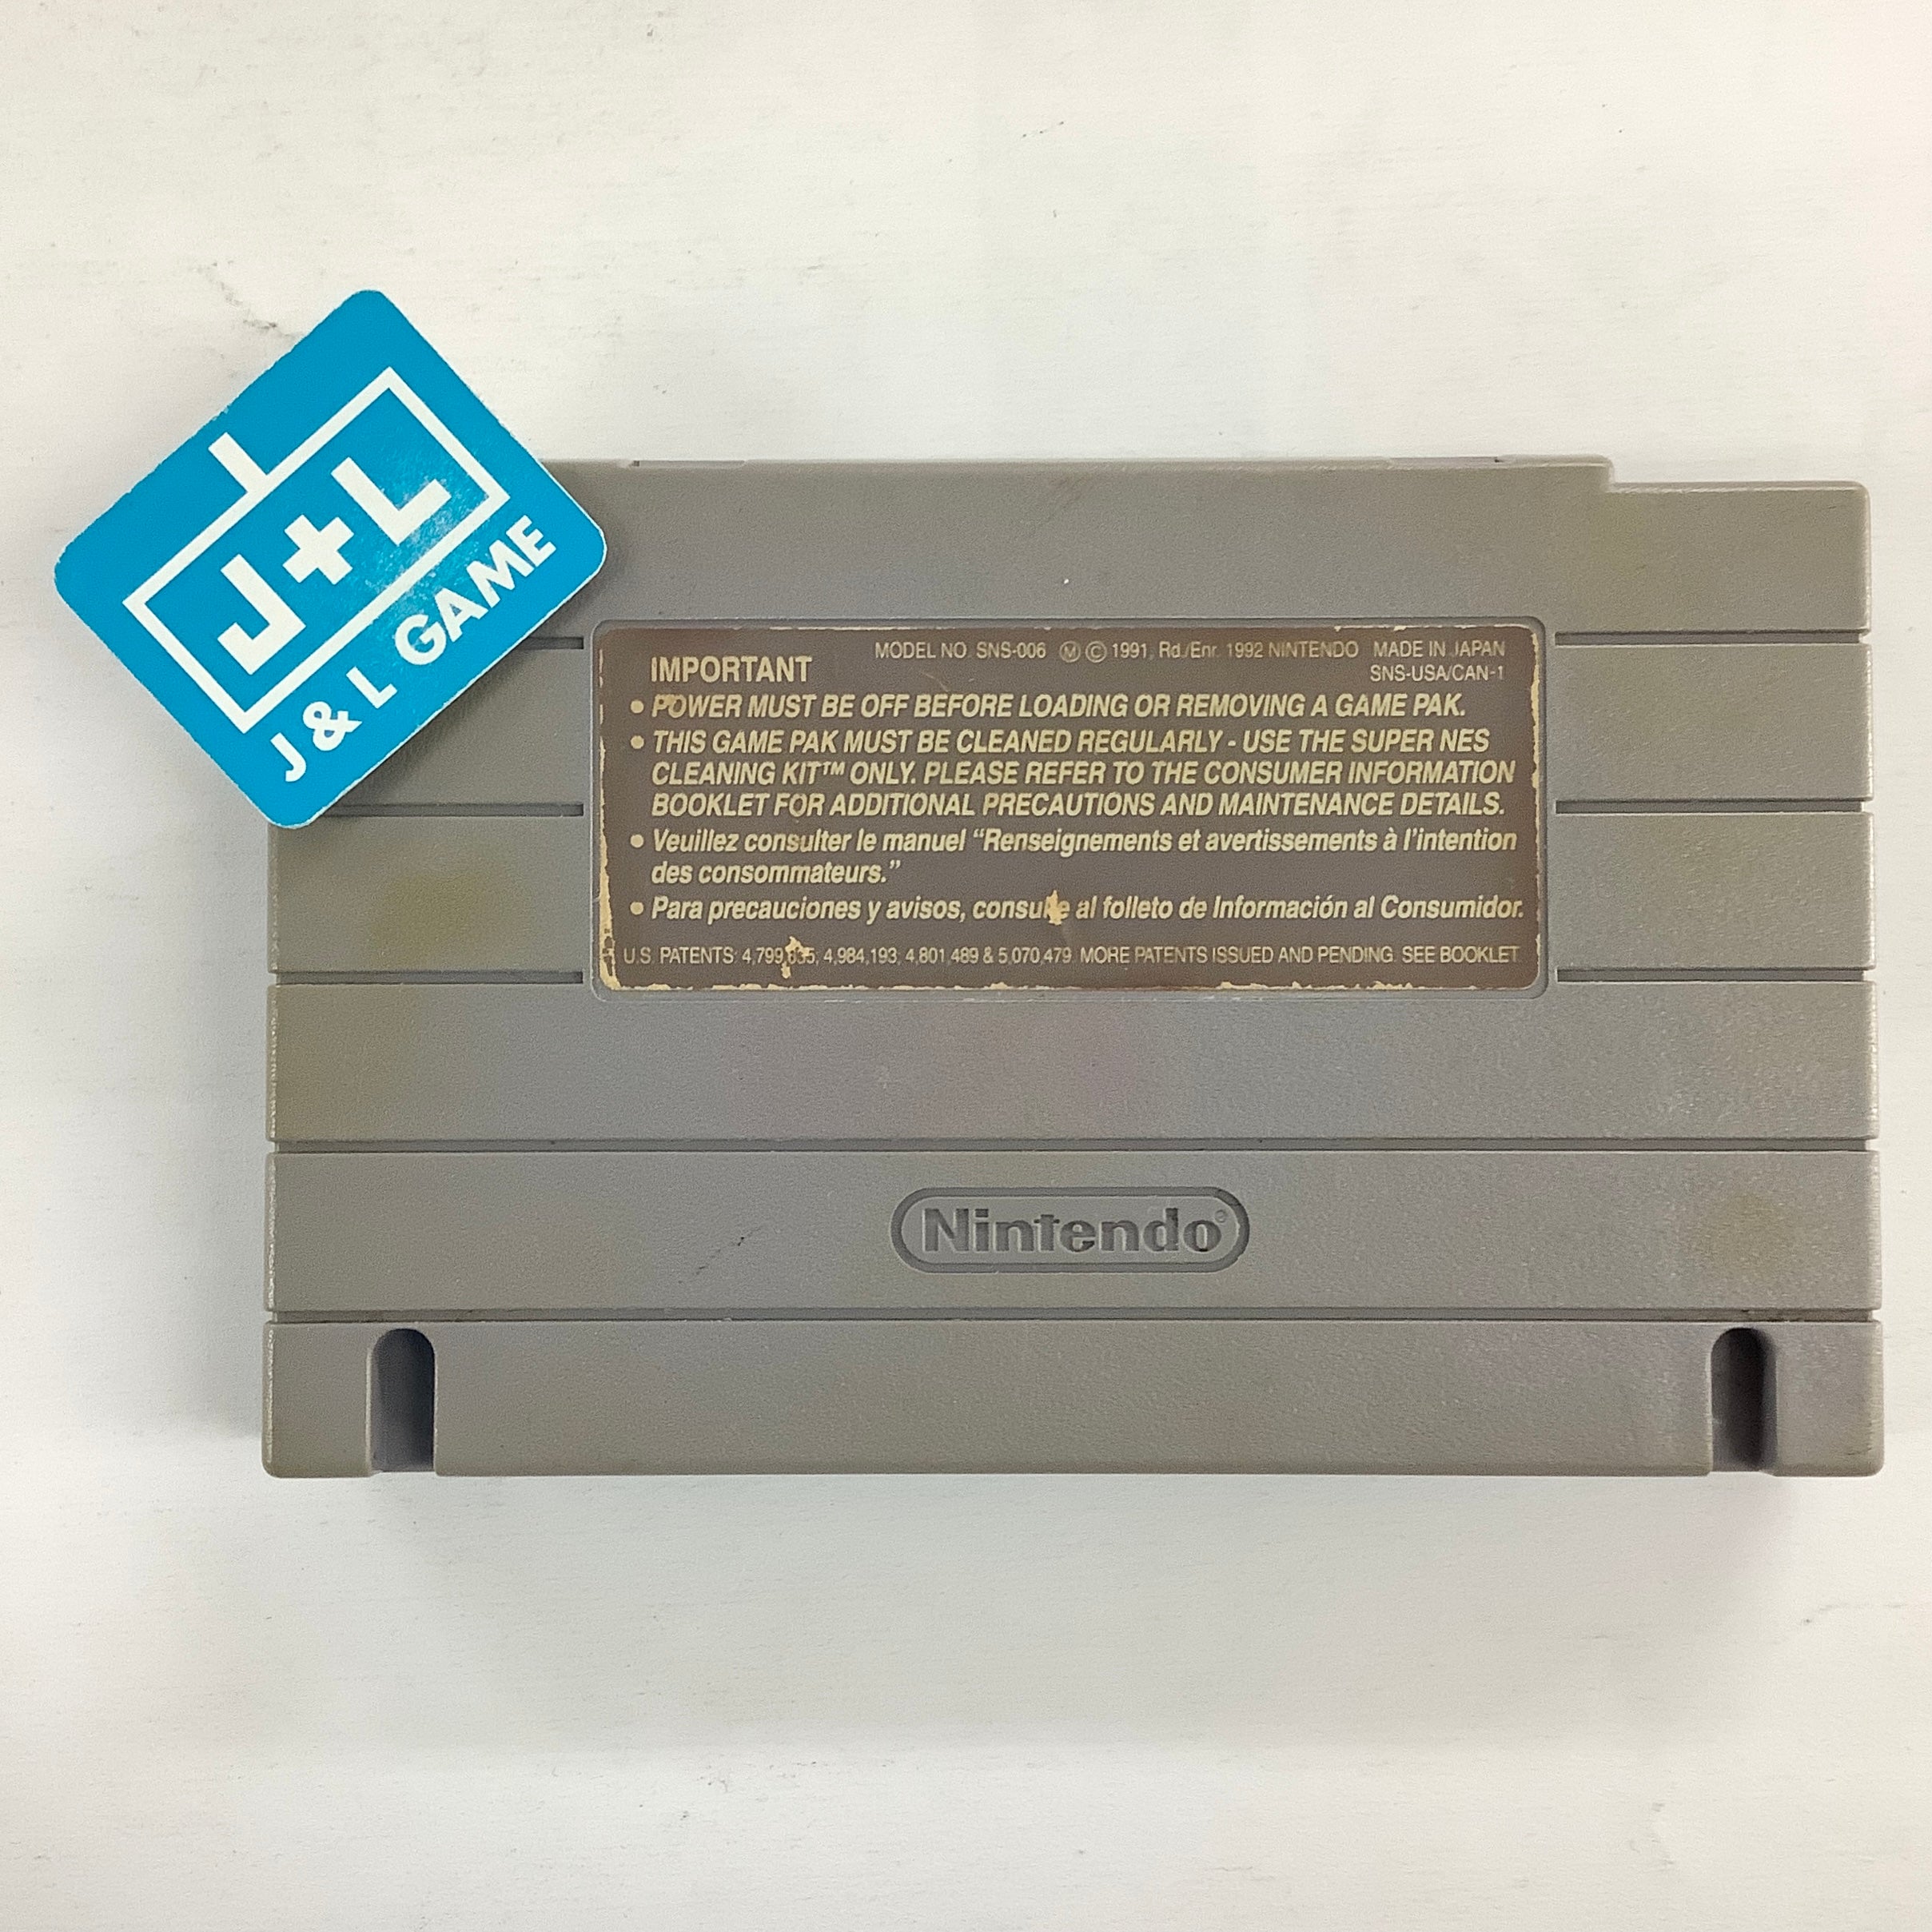 J+L
J & L GAME
MODEL NO. SNS-006 Ⓜ © 1991, Rd./Enr. 1992 NINTENDO MADE IN JAPAN
IMPORTANT
SNS-USA/CAN-1
• POWER MUST BE OFF BEFORE LOADING OR REMOVING A GAME PAK.
• THIS GAME PAK MUST BE CLEANED REGULARLY - USE THE SUPER NES
CLEANING KIT™ ONLY. PLEASE REFER TO THE CONSUMER INFORMATION
BOOKLET FOR ADDITIONAL PRECAUTIONS AND MAINTENANCE DETAILS.
• Veuillez consulter le manuel “Renseignements et avertissements à l’intention
des consommateurs.”
• Para precauciones y avisos, consulte al folleto de Información al Consumidor.
U.S. PATENTS: 4,799,635; 4,984,193; 4,801,489 & 5,070,479. MORE PATENTS ISSUED AND PENDING. SEE BOOKLET.
Nintendo®